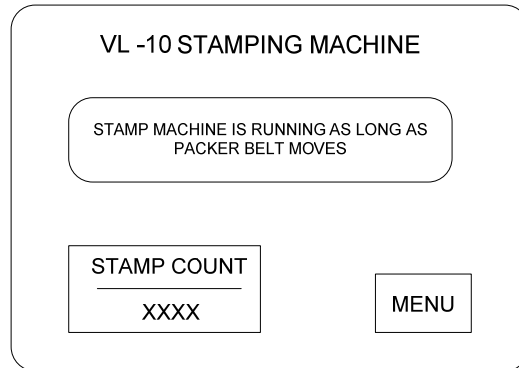 VL -10 STAMPING MACHINE
STAMP MACHINE IS RUNNING AS LONG AS
PACKER BELT MOVES
STAMP COUNT
XXXX
MENU